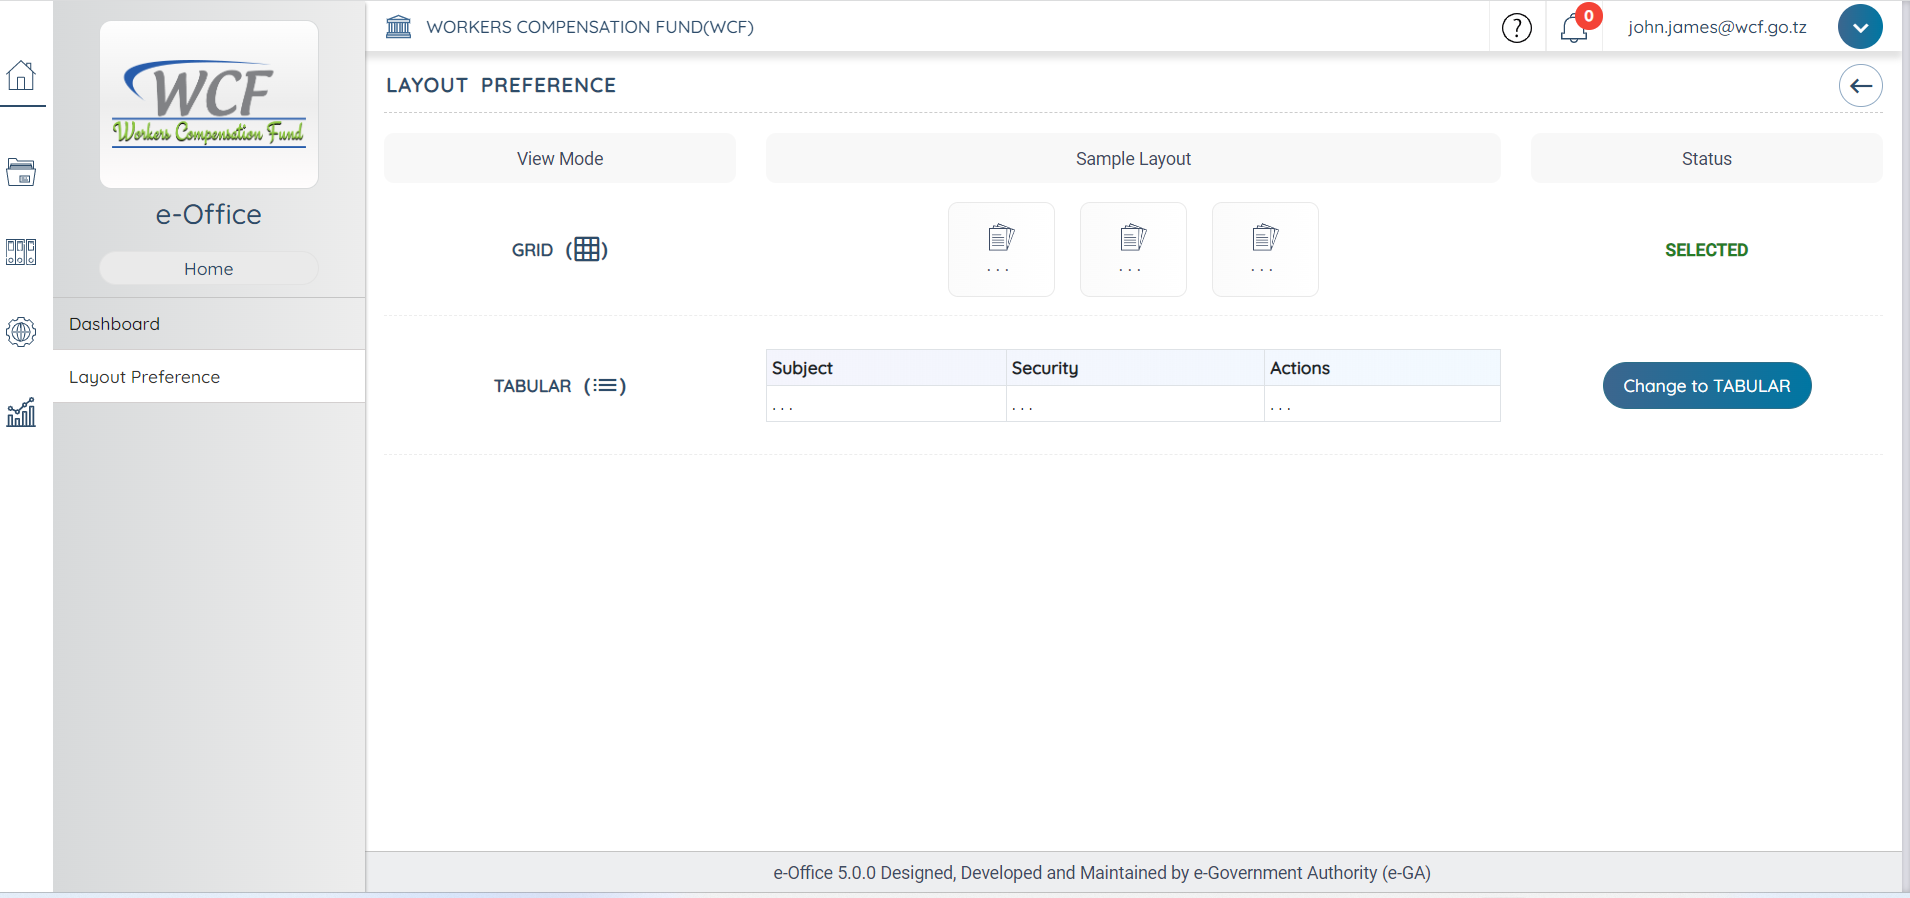 WCF
Workers Compensation Fund
e-Office
Home
Dashboard
Layout Preference
WORKERS COMPENSATION FUND(WCF)
?
0
john.james@wcf.go.tz
LAYOUT PREFERENCE
View Mode
Sample Layout
Status
GRID ( )
... ... ...
SELECTED
TABULAR ( )
Subject Security Actions
... ... ...
Change to TABULAR
e-Office 5.0.0 Designed, Developed and Maintained by e-Government Authority (e-GA)